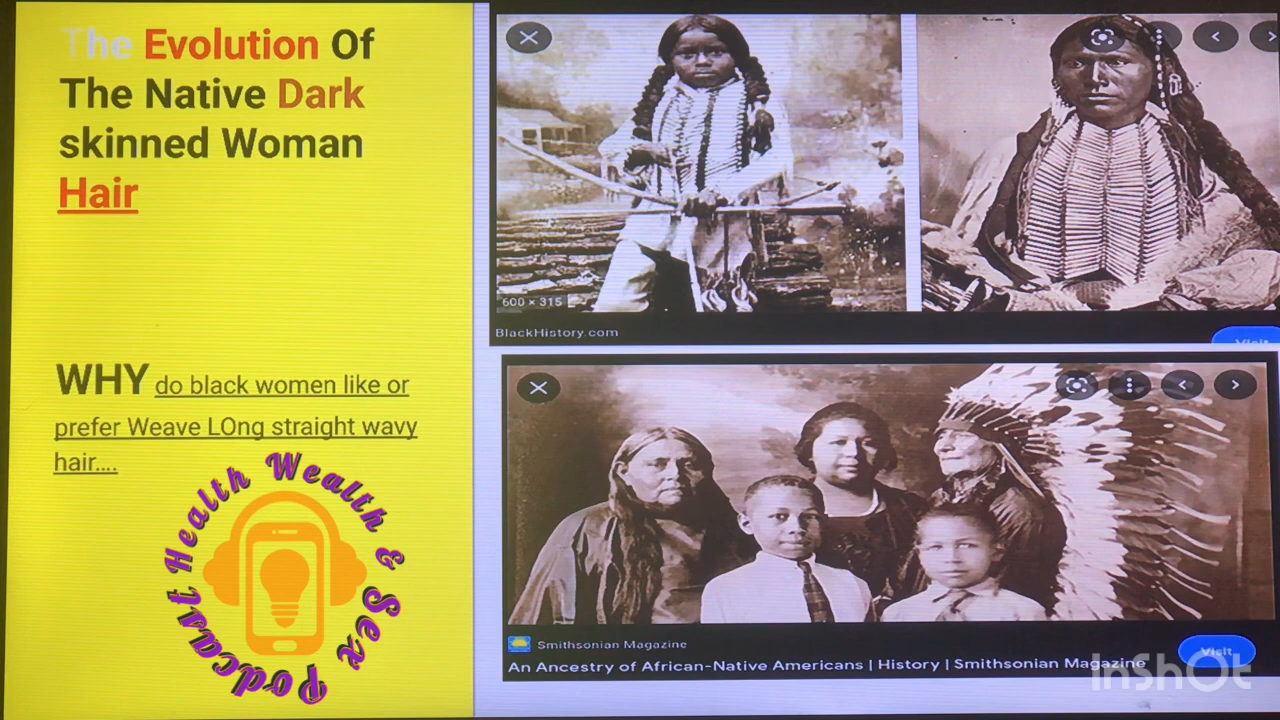 The Evolution Of
The Native Dark
skinned Woman
Hair
WHY do black women like or
prefer Weave LOng straight wavy
hair....
Health Wealth & Sex Podcast
600 × 315
BlackHistory.com
Visit
Smithsonian Magazine
An Ancestry of African-Native Americans | History | Smithsonian Magazine
Visit
InShOt